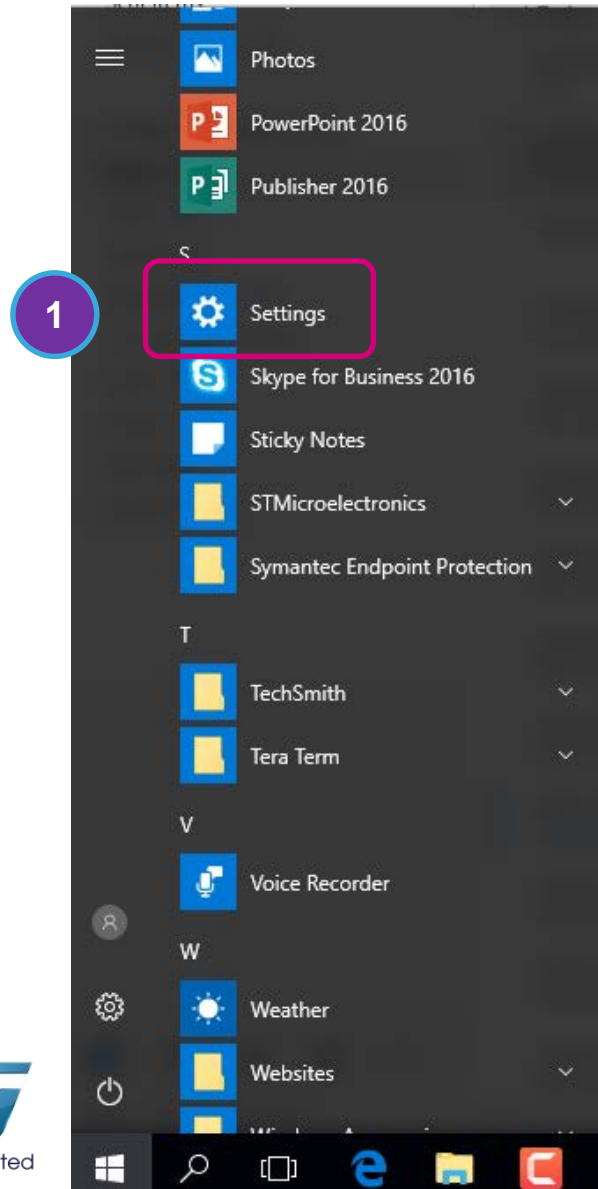 Photos
PowerPoint 2016
Publisher 2016
S
1
Settings
Skype for Business 2016
Sticky Notes
STMicroelectronics
Symantec Endpoint Protection
T
TechSmith
Tera Term
V
Voice Recorder
W
Weather
Websites